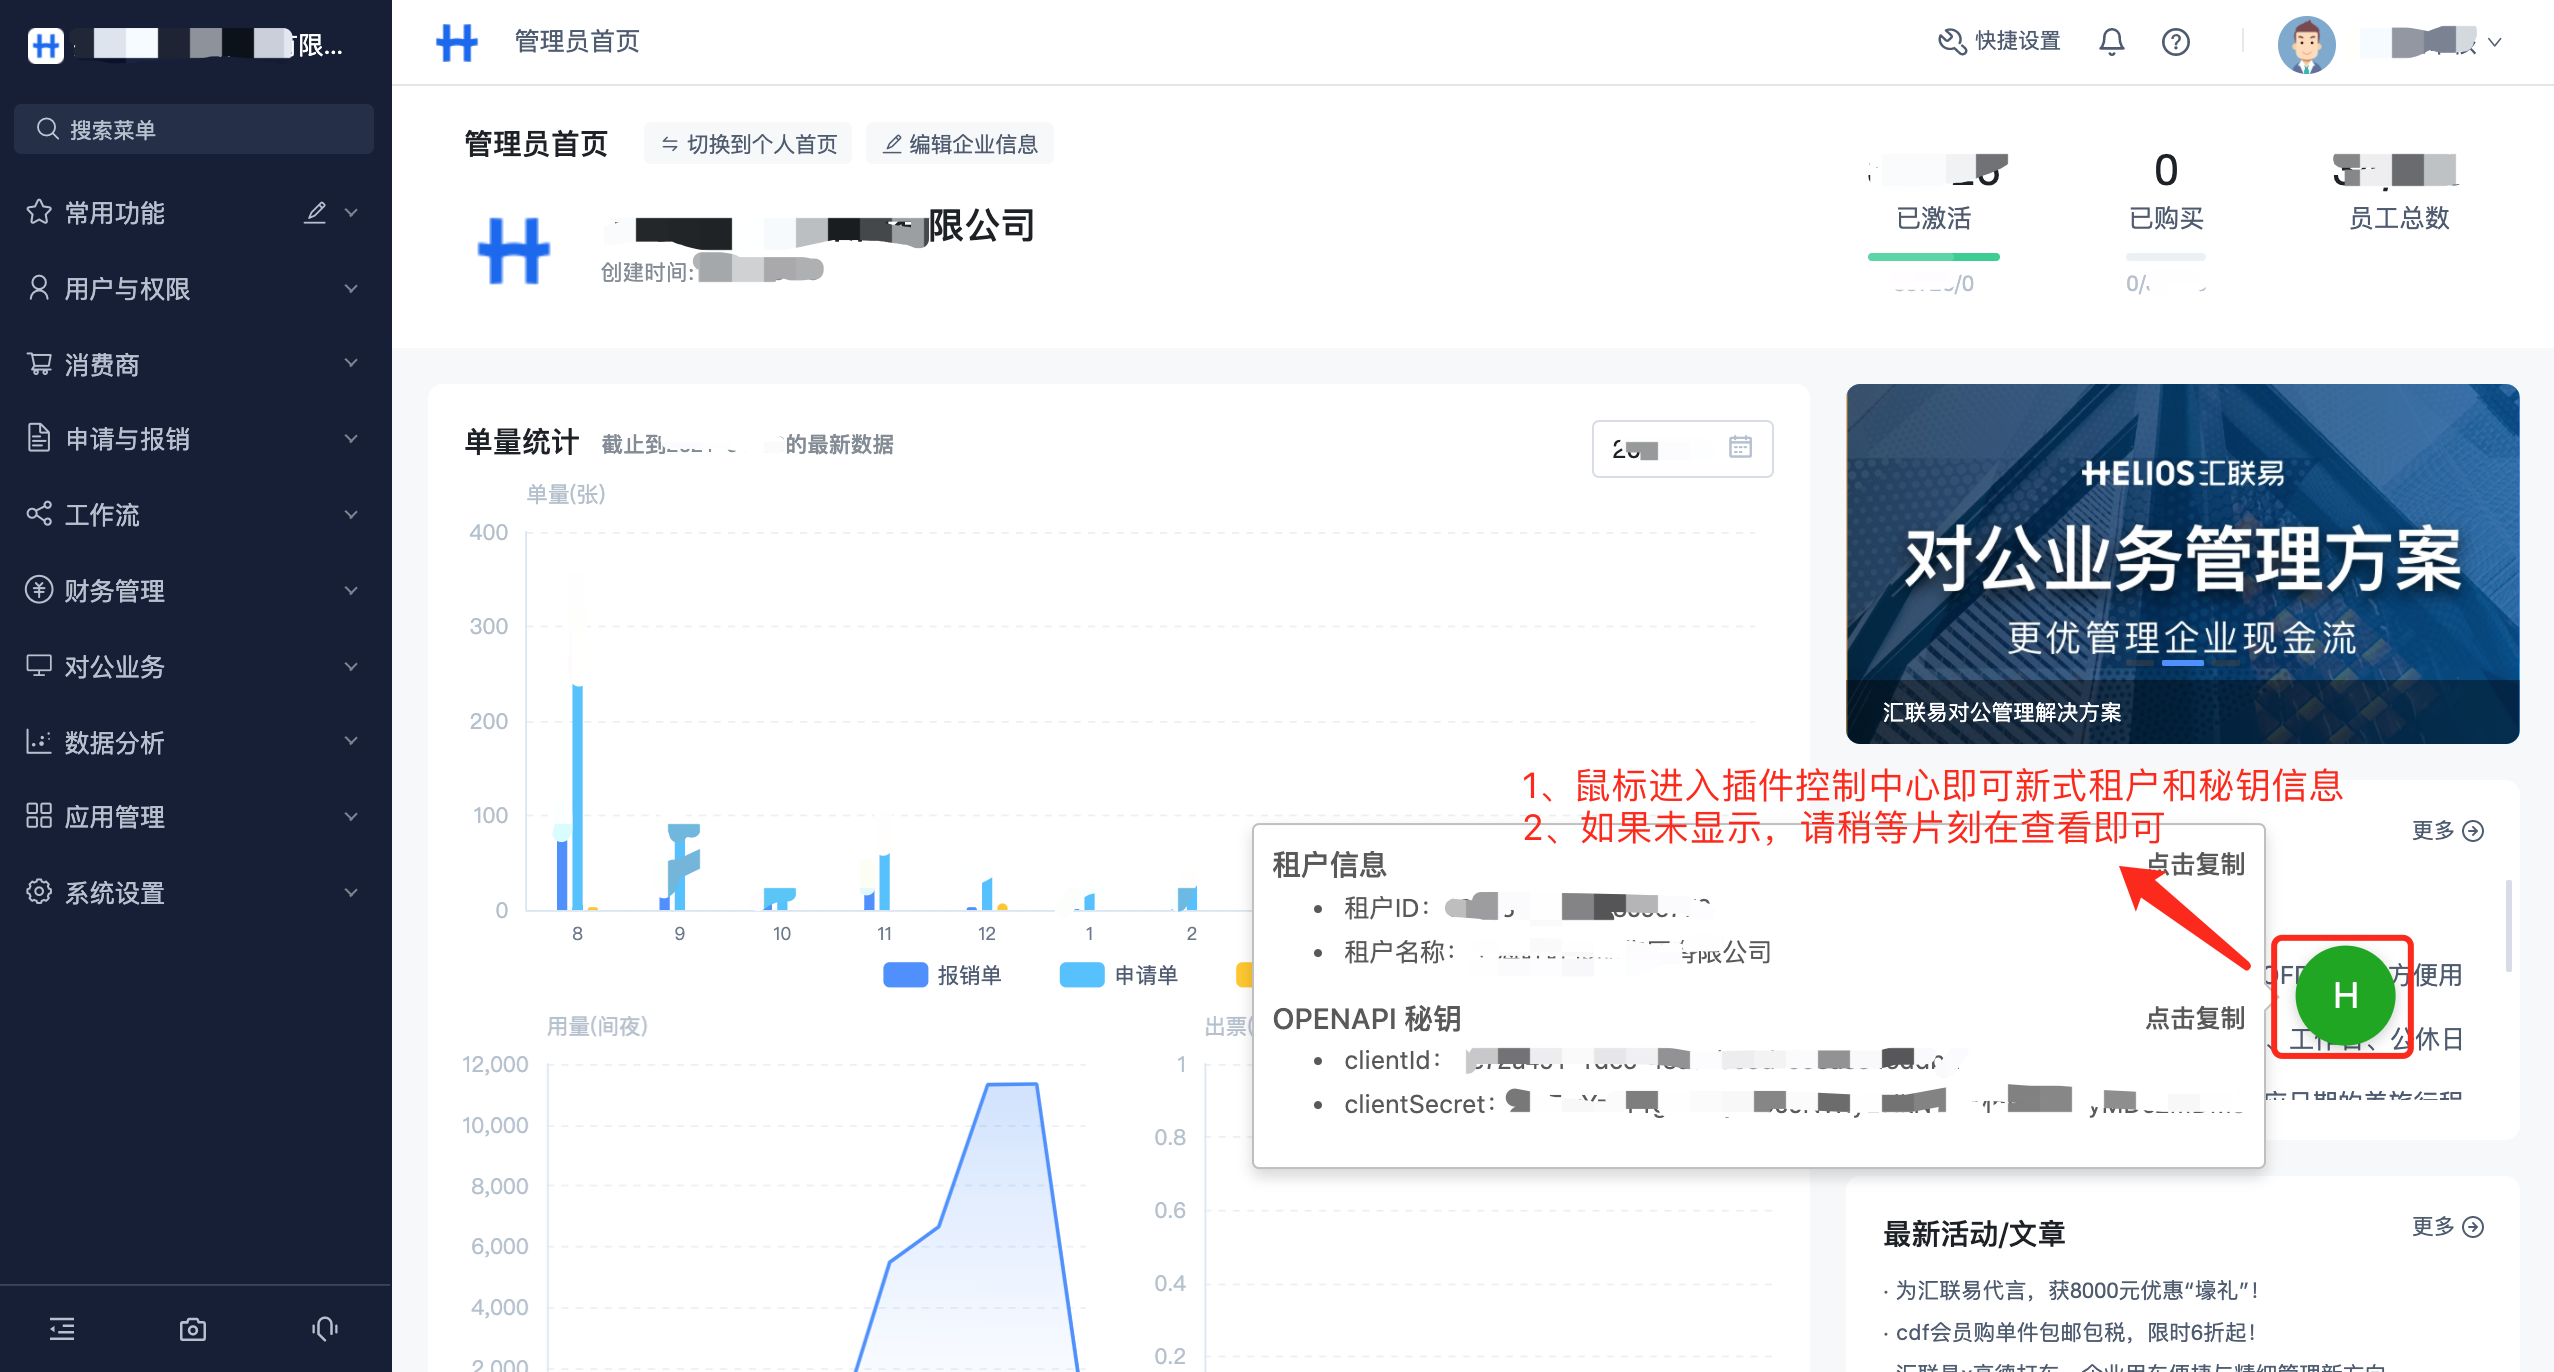 限...
搜索菜单
常用功能
用户与权限
消费商
申请与报销
工作流
财务管理
对公业务
数据分析
应用管理
系统设置
管理员首页
快捷设置
管理员首页
切换到个人首页
编辑企业信息
限公司
创建时间:
已激活
/0
0
已购买
0/
员工总数
单量统计
截止到
的最新数据
单量(张)
400
300
200
100
0
8 9 10 11 12 1 2
报销单
申请单
用量(间夜)
12,000
10,000
8,000
6,000
4,000
2,000
出票(
1
0.8
0.6
0.4
0.2
HELIOS汇联易
对公业务管理方案
更优管理企业现金流
汇联易对公管理解决方案
1、鼠标进入插件控制中心即可新式租户和秘钥信息
2、如果未显示，请稍等片刻在查看即可
更多
租户信息
点击复制
租户ID：
租户名称：
有限公司
OPENAPI 秘钥
点击复制
clientId：
clientSecret：
H
方便用
、工作日、公休日
最新活动/文章
更多
· 为汇联易代言，获8000元优惠“壕礼”！
· cdf会员购单件包邮包税，限时6折起！